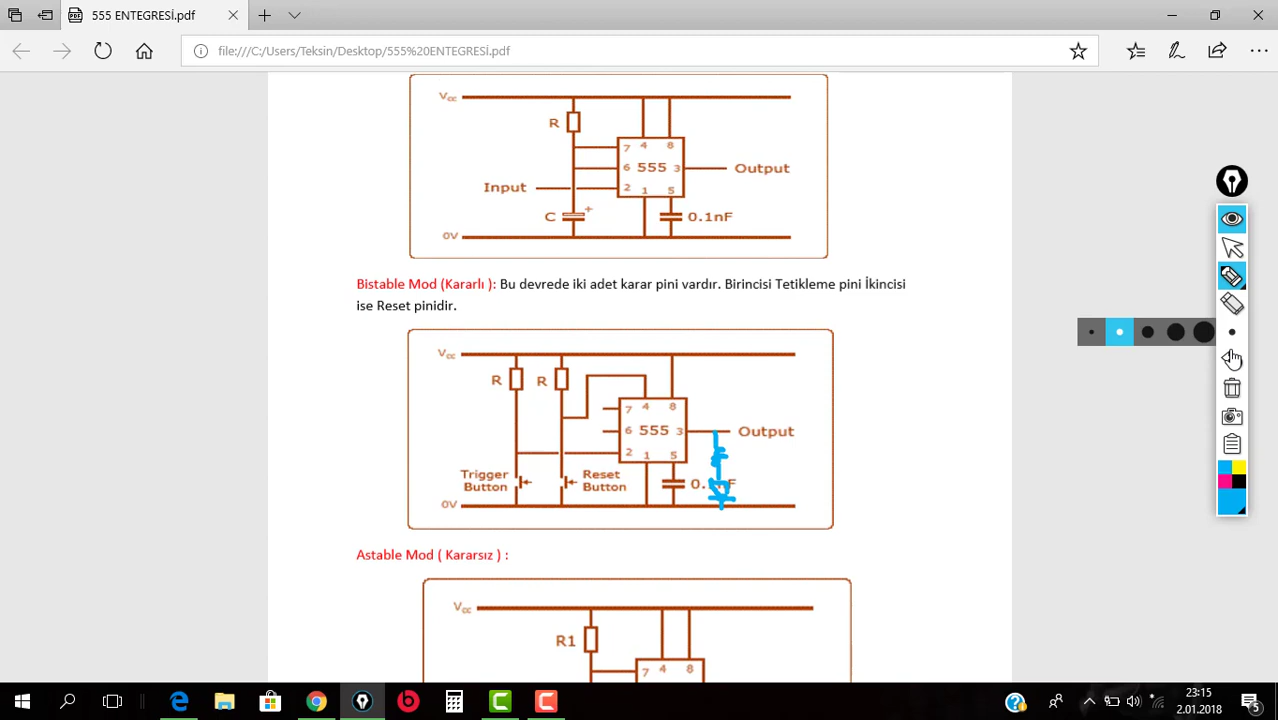 555 ENTEGRESİ.pdf
file:///C:/Users/Teksin/Desktop/555%20ENTEGRESİ.pdf
Vcc
R
7 4 8
6 555 3 Output
Input 2 1 5
C + 0.1nF
0V
Bistable Mod (Kararlı ): Bu devrede iki adet karar pini vardır. Birincisi Tetikleme pini İkincisi
ise Reset pinidir.
Vcc
R R
7 4 8
6 555 3 Output
2 1 5
Trigger Button
Reset Button
0V
Astable Mod ( Kararsız ) :
Vcc
R1
7 4 8
23:15
2.01.2018
5